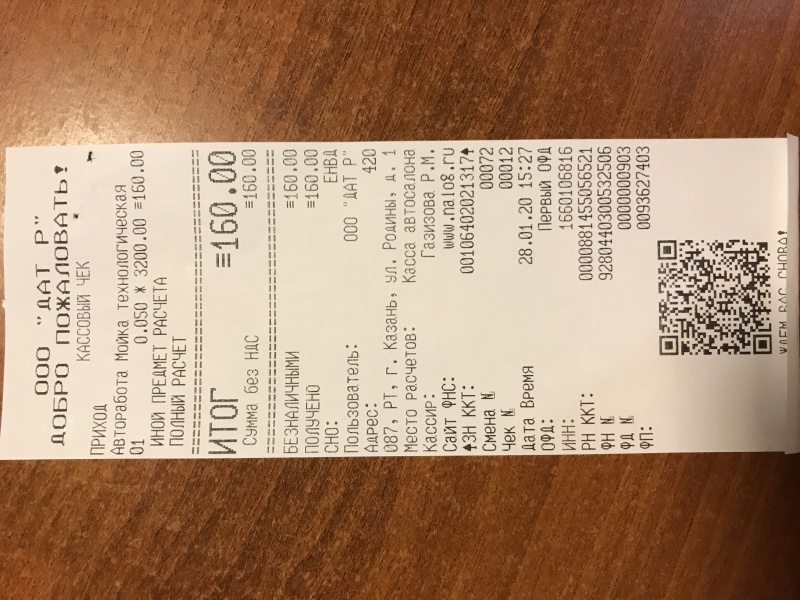 ООО "ДАТ Р"
ДОБРО ПОЖАЛОВАТЬ!
КАССОВЫЙ ЧЕК
ПРИХОД
Авторабота Мойка технологическая
01 0.050 * 3200.00 ≡160.00
ИНОЙ ПРЕДМЕТ РАСЧЕТА
ПОЛНЫЙ РАСЧЕТ
ИТОГ ≡160.00
Сумма без НДС ≡160.00
БЕЗНАЛИЧНЫМИ ≡160.00
ПОЛУЧЕНО ≡160.00
СНО: ЕНВД
Пользователь: ООО "ДАТ Р"
Адрес: 420
087, РТ, г. Казань, ул. Родины, д. 1
Место расчетов: Касса автосалона
Кассир: Газизова Р.М.
Сайт ФНС: www.nalog.ru
ЗН ККТ: 00106402021317
Смена № 00072
Чек № 00012
Дата Время 28.01.20 15:27
ОФД: Первый ОФД
ИНН: 1660106816
РН ККТ: 0000881455056521
ФН № 9280440300532506
ФД № 0000000903
ФП: 0093627403
ЖДЕМ ВАС СНОВА!